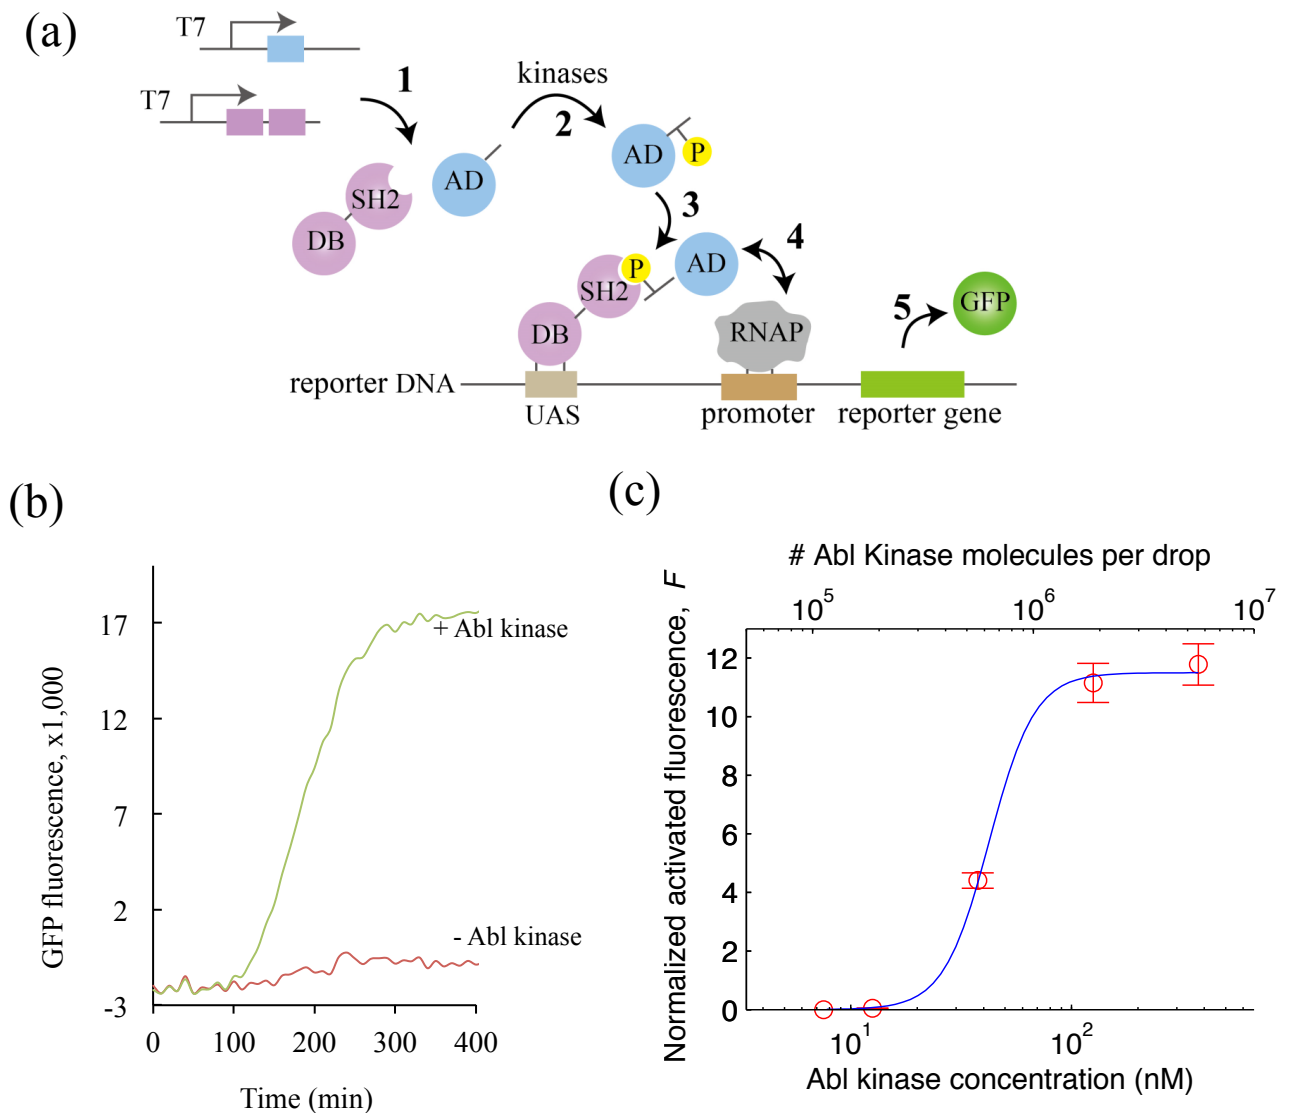 (a)
T7
T7
1
kinases
2
AD
P
SH2
AD
DB
3
4
P
AD
SH2
DB
RNAP
5
GFP
reporter DNA
UAS
promoter
reporter gene
(b)
GFP fluorescence, x1,000
17
12
7
2
-3
+ Abl kinase
- Abl kinase
0
100
200
300
400
Time (min)
(c)
# Abl Kinase molecules per drop
10^5
10^6
10^7
Normalized activated fluorescence, F
12
10
8
6
4
2
0
10^1
10^2
Abl kinase concentration (nM)